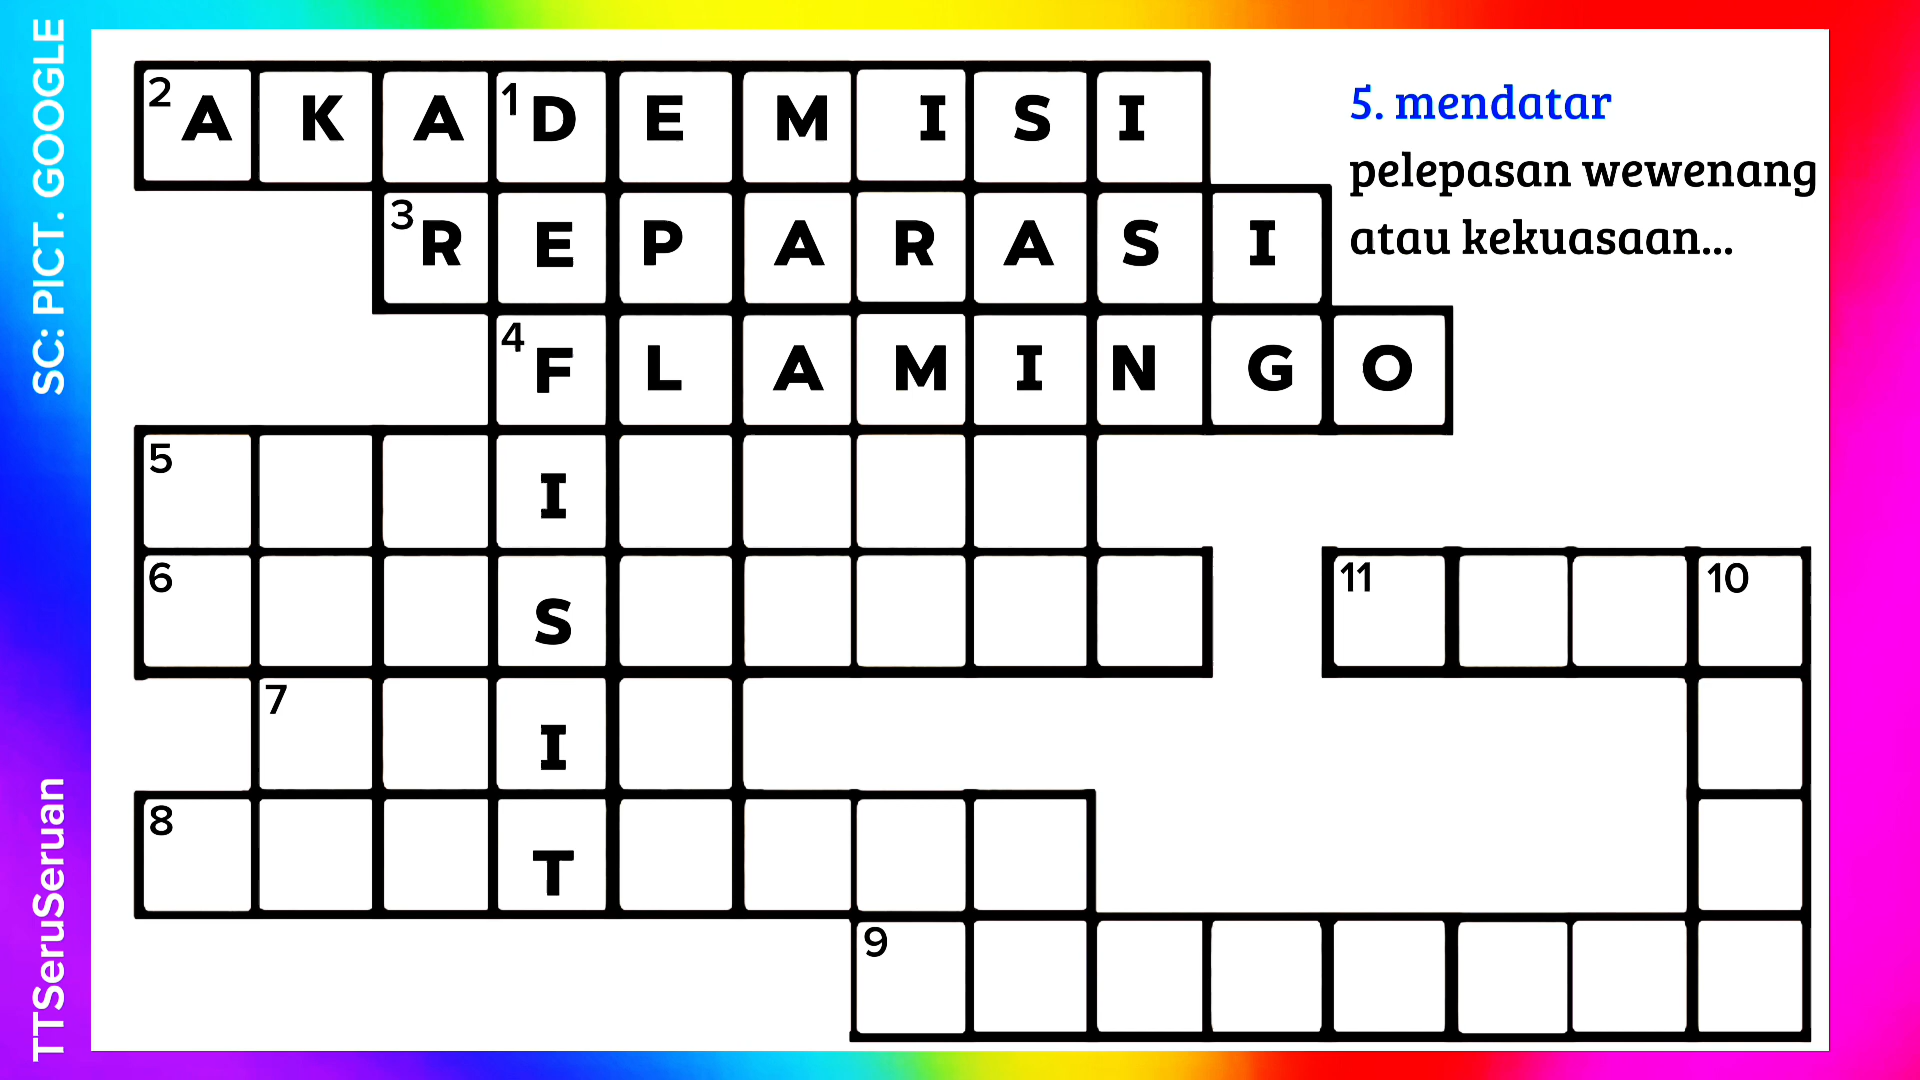 SC: PICT. GOOGLE
TTSeruSeruan
2 A K A 1 D E M I S I
3 R E P A R A S I
4 F L A M I N G O
5 I
6 S
11 10
7 I
8 T
9
5. mendatar
pelepasan wewenang
atau kekuasaan...